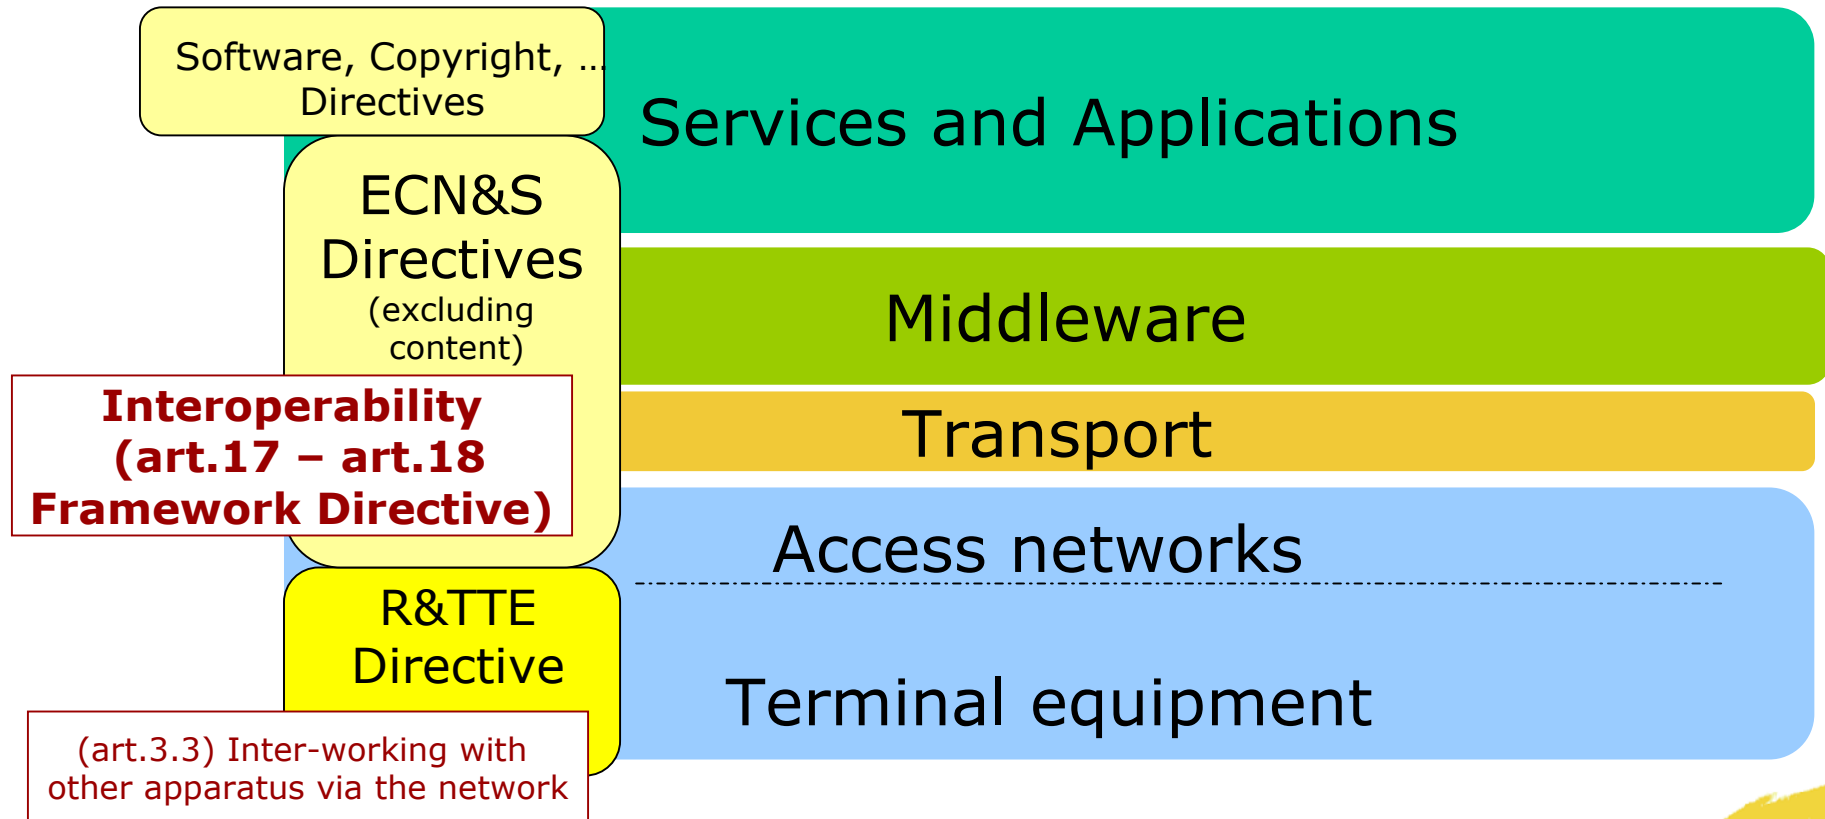 Software, Copyright, …
Directives
Services and Applications
ECN&S
Directives
(excluding
content)
Middleware
Interoperability
(art.17 – art.18
Framework Directive)
Transport
Access networks
R&TTE
Directive
Terminal equipment
(art.3.3) Inter-working with
other apparatus via the network